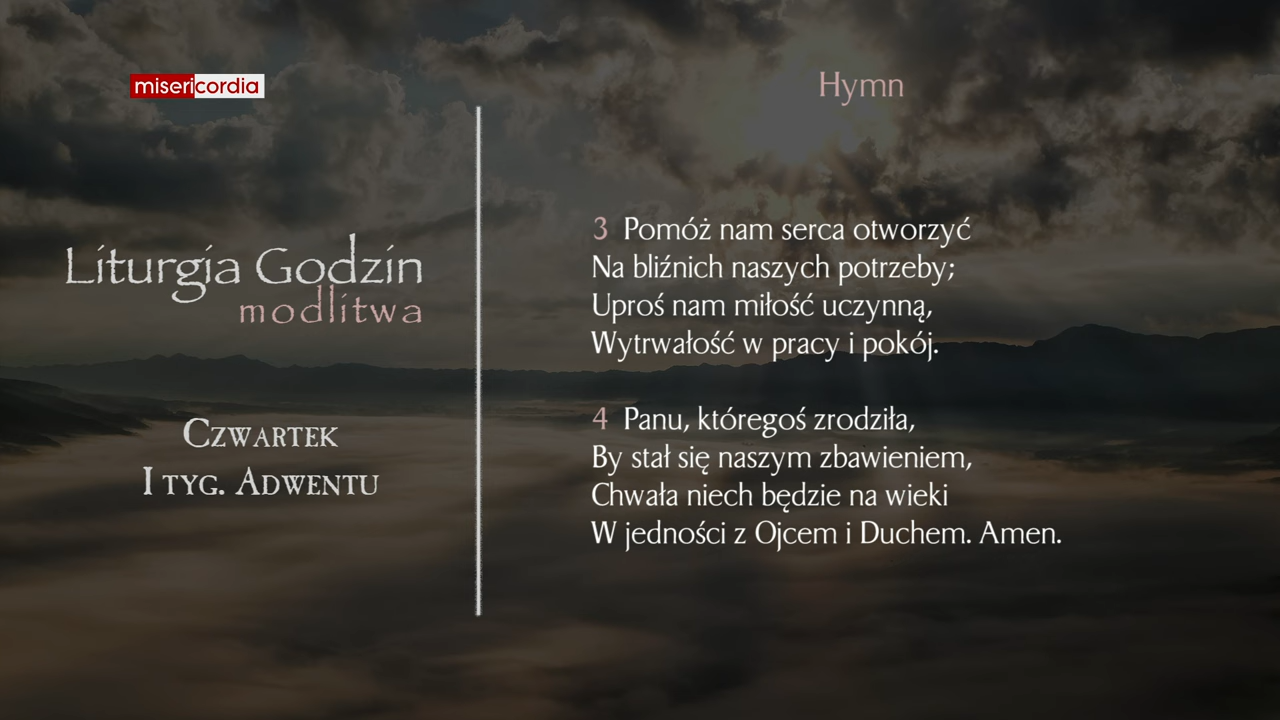 misericordia
Liturgia Godzin
modlitwa
Czwartek
I tyg. Adwentu
Hymn
3 Pomóż nam serca otworzyć
Na bliźnich naszych potrzeby;
Uproś nam miłość uczynną,
Wytrwałość w pracy i pokój.
4 Panu, któregoś zrodziła,
By stał się naszym zbawieniem,
Chwała niech będzie na wieki
W jedności z Ojcem i Duchem. Amen.